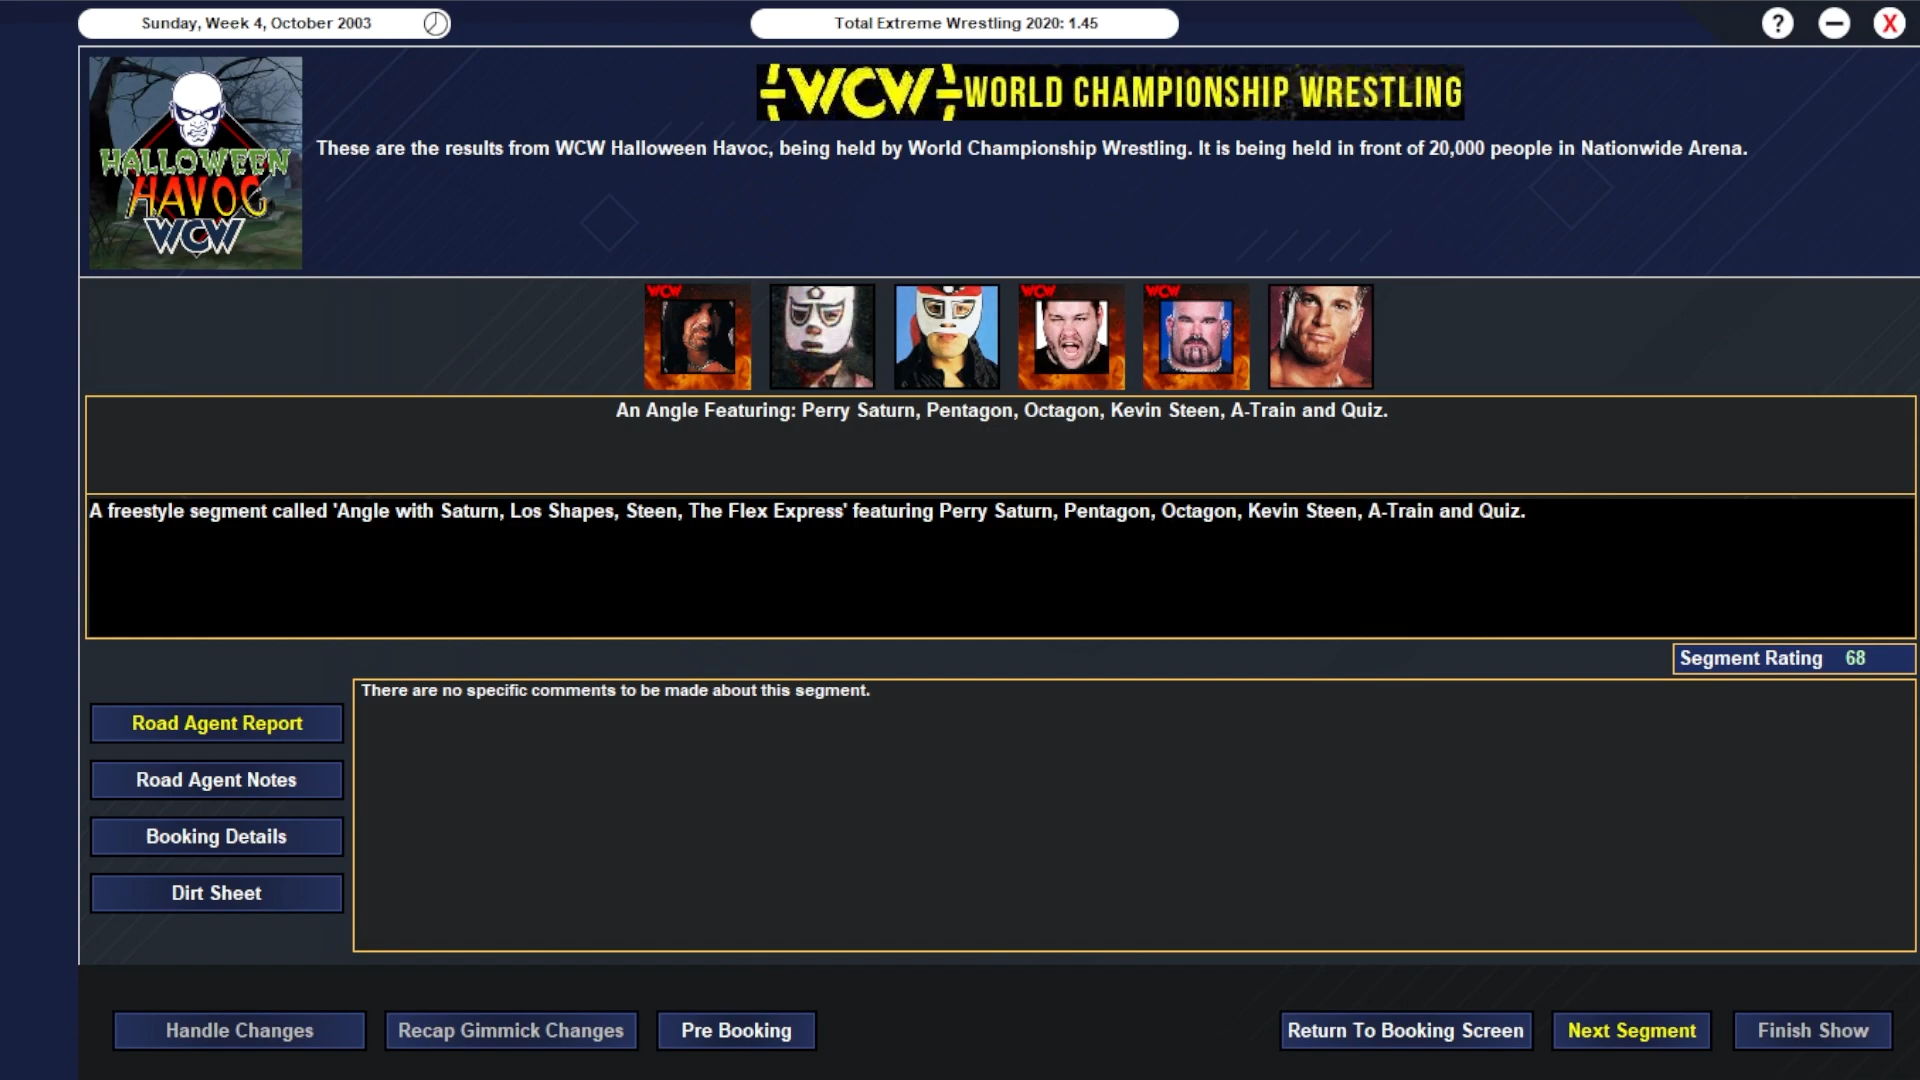 Sunday, Week 4, October 2003
Total Extreme Wrestling 2020: 1.45
?
X
HALLOWEEN
HAVOC
WCW
WCW WORLD CHAMPIONSHIP WRESTLING
These are the results from WCW Halloween Havoc, being held by World Championship Wrestling. It is being held in front of 20,000 people in Nationwide Arena.
WCW
WCW
WCW
An Angle Featuring: Perry Saturn, Pentagon, Octagon, Kevin Steen, A-Train and Quiz.
A freestyle segment called 'Angle with Saturn, Los Shapes, Steen, The Flex Express' featuring Perry Saturn, Pentagon, Octagon, Kevin Steen, A-Train and Quiz.
Segment Rating 68
There are no specific comments to be made about this segment.
Road Agent Report
Road Agent Notes
Booking Details
Dirt Sheet
Handle Changes
Recap Gimmick Changes
Pre Booking
Return To Booking Screen
Next Segment
Finish Show